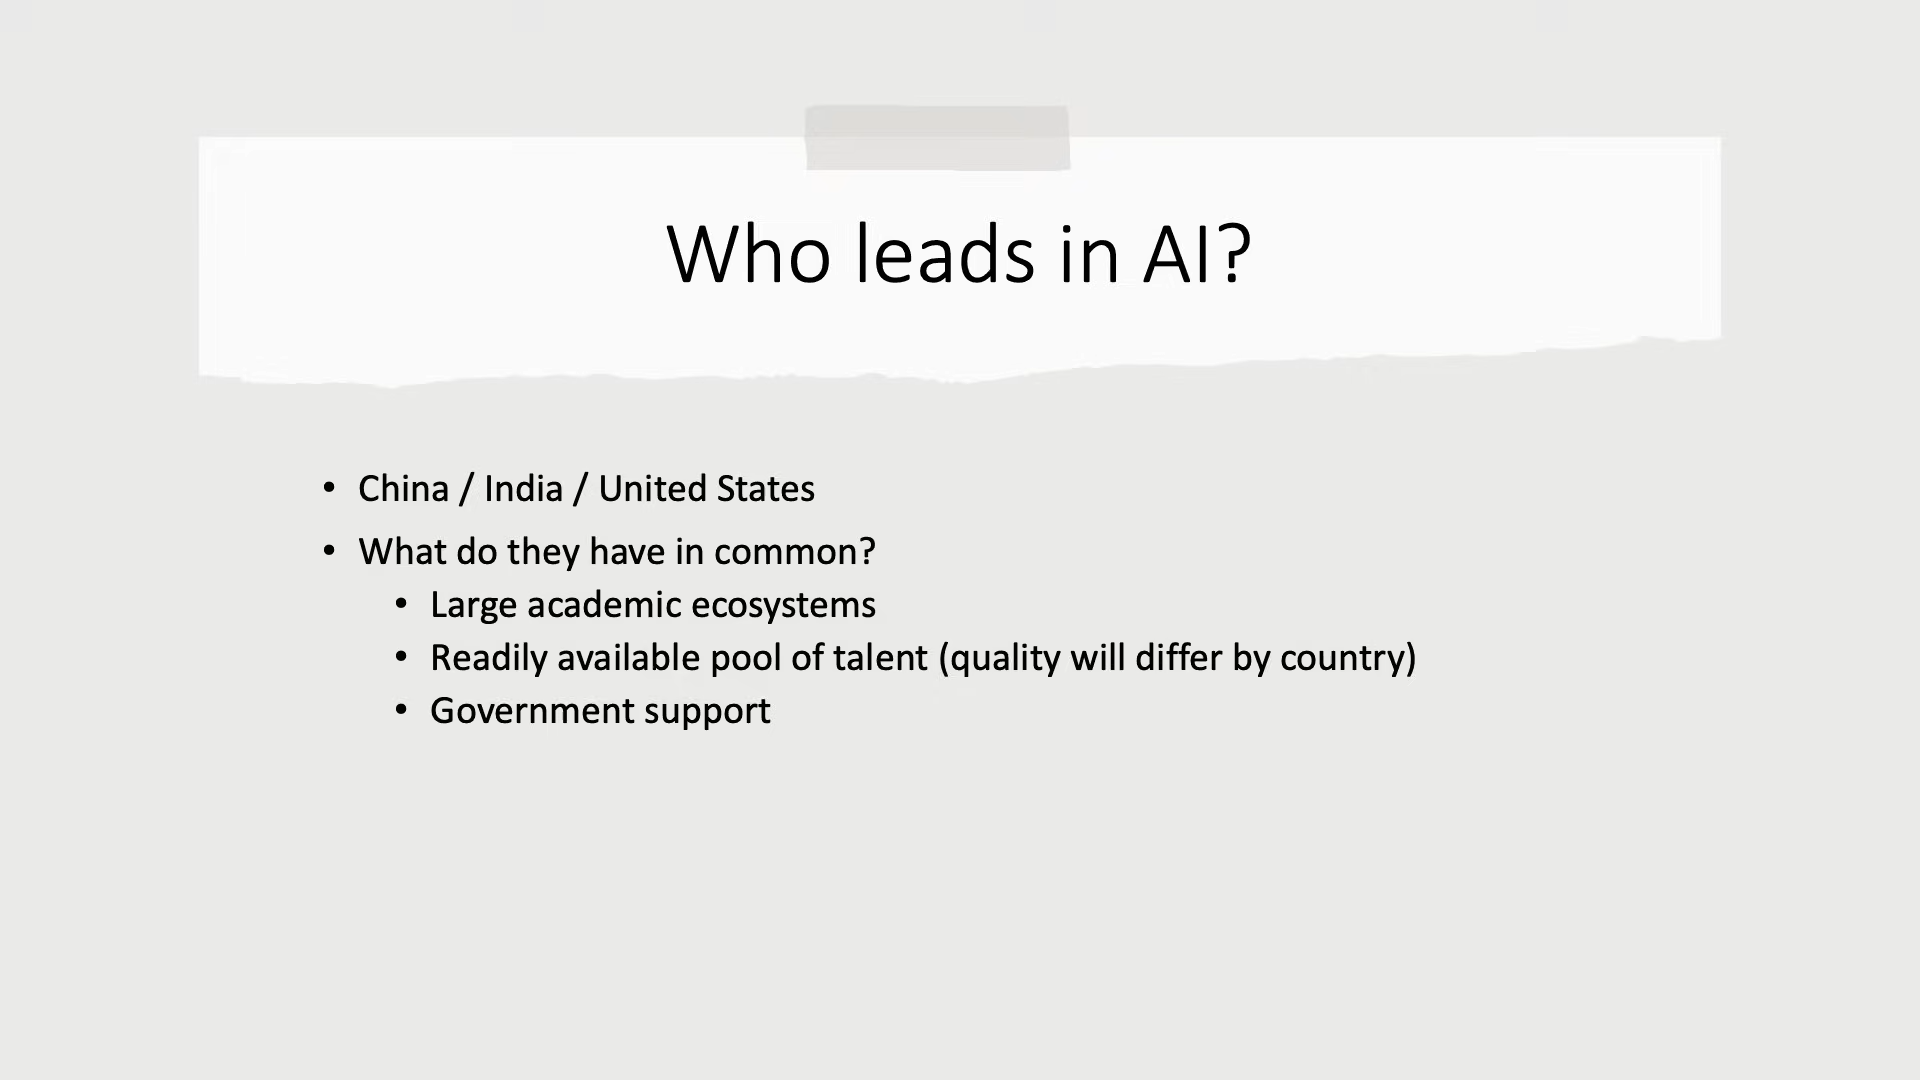 Who leads in AI?
• China / India / United States
• What do they have in common?
• Large academic ecosystems
• Readily available pool of talent (quality will differ by country)
• Government support